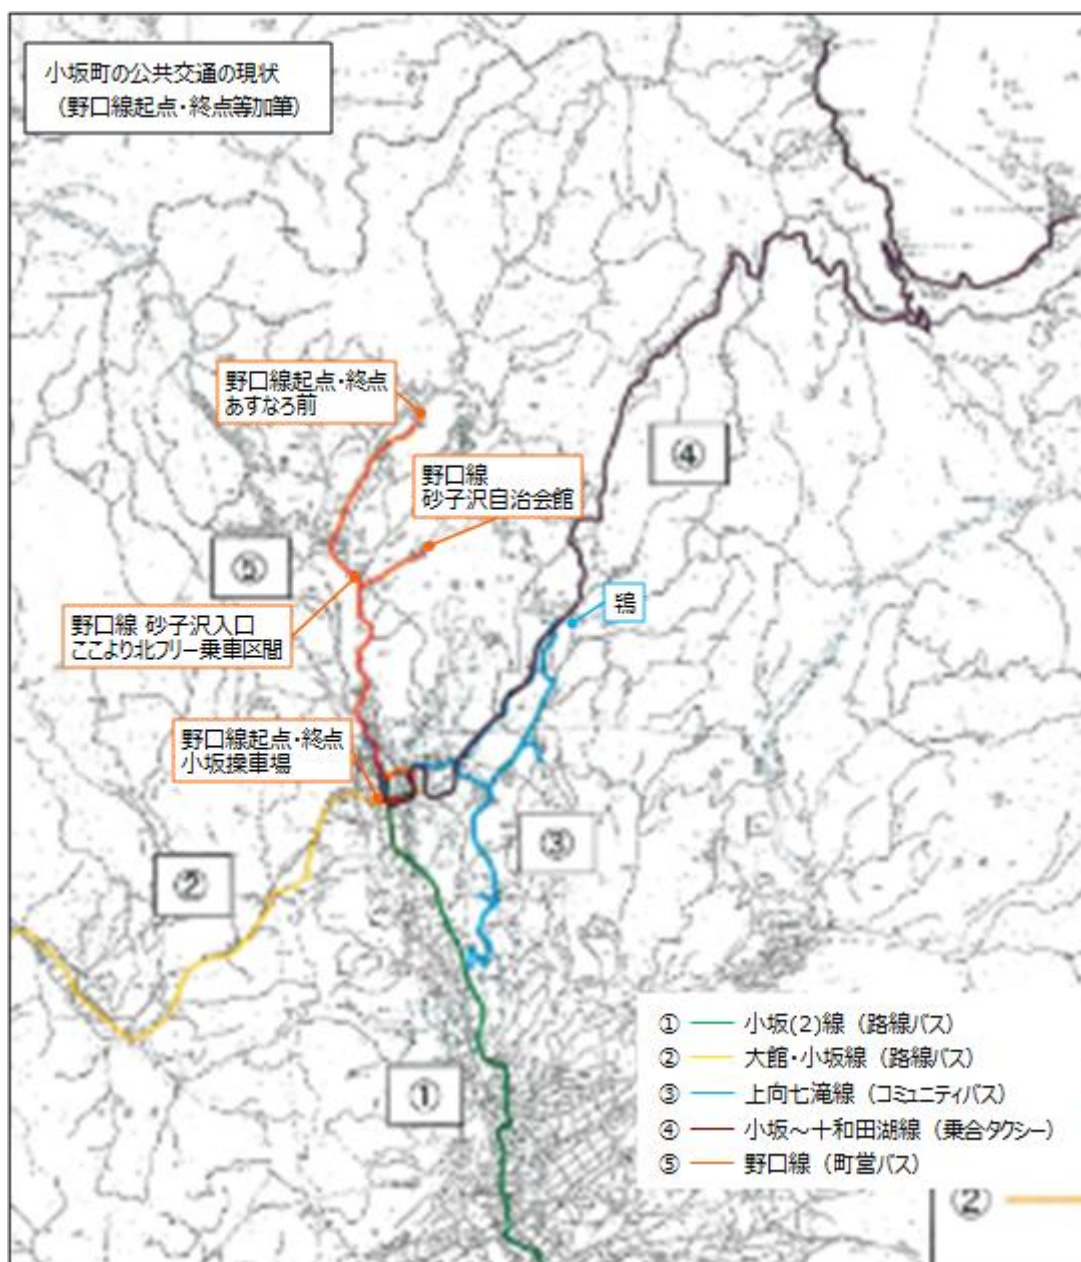 小坂町の公共交通の現状
（野口線起点・終点等加筆）
野口線起点・終点
あすなろ前
野口線
砂子沢自治会館
④
⑤
鴇
野口線 砂子沢入口
ここより北フリー乗車区間
野口線起点・終点
小坂操車場
③
②
①
① 小坂(2)線（路線バス）
② 大館・小坂線（路線バス）
③ 上向七滝線（コミュニティバス）
④ 小坂～十和田湖線（乗合タクシー）
⑤ 野口線（町営バス）
②